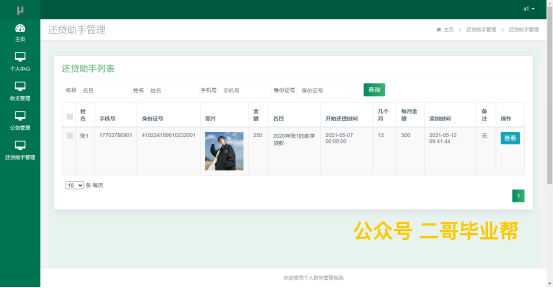 μ
a1
主页
个人中心
收支管理
公告管理
还贷助手管理
还贷助手管理
主页 > 还贷助手管理 > 还贷助手管理
还贷助手列表
名目 名目 姓名 姓名 手机号 手机号 身份证号 身份证号 查询
姓名 手机号 身份证号 照片 金额 名目 开始还贷时间 几个月 每月金额 添加时间 备注 操作
张1 17703786901 410224199610232001 250 2020年张1的助学贷款 2021-05-07 00:00:00 12 300 2021-05-12 09:41:44 无 查看
10 条 每页
1
公众号 二哥毕业帮
欢迎使用个人财务管理系统